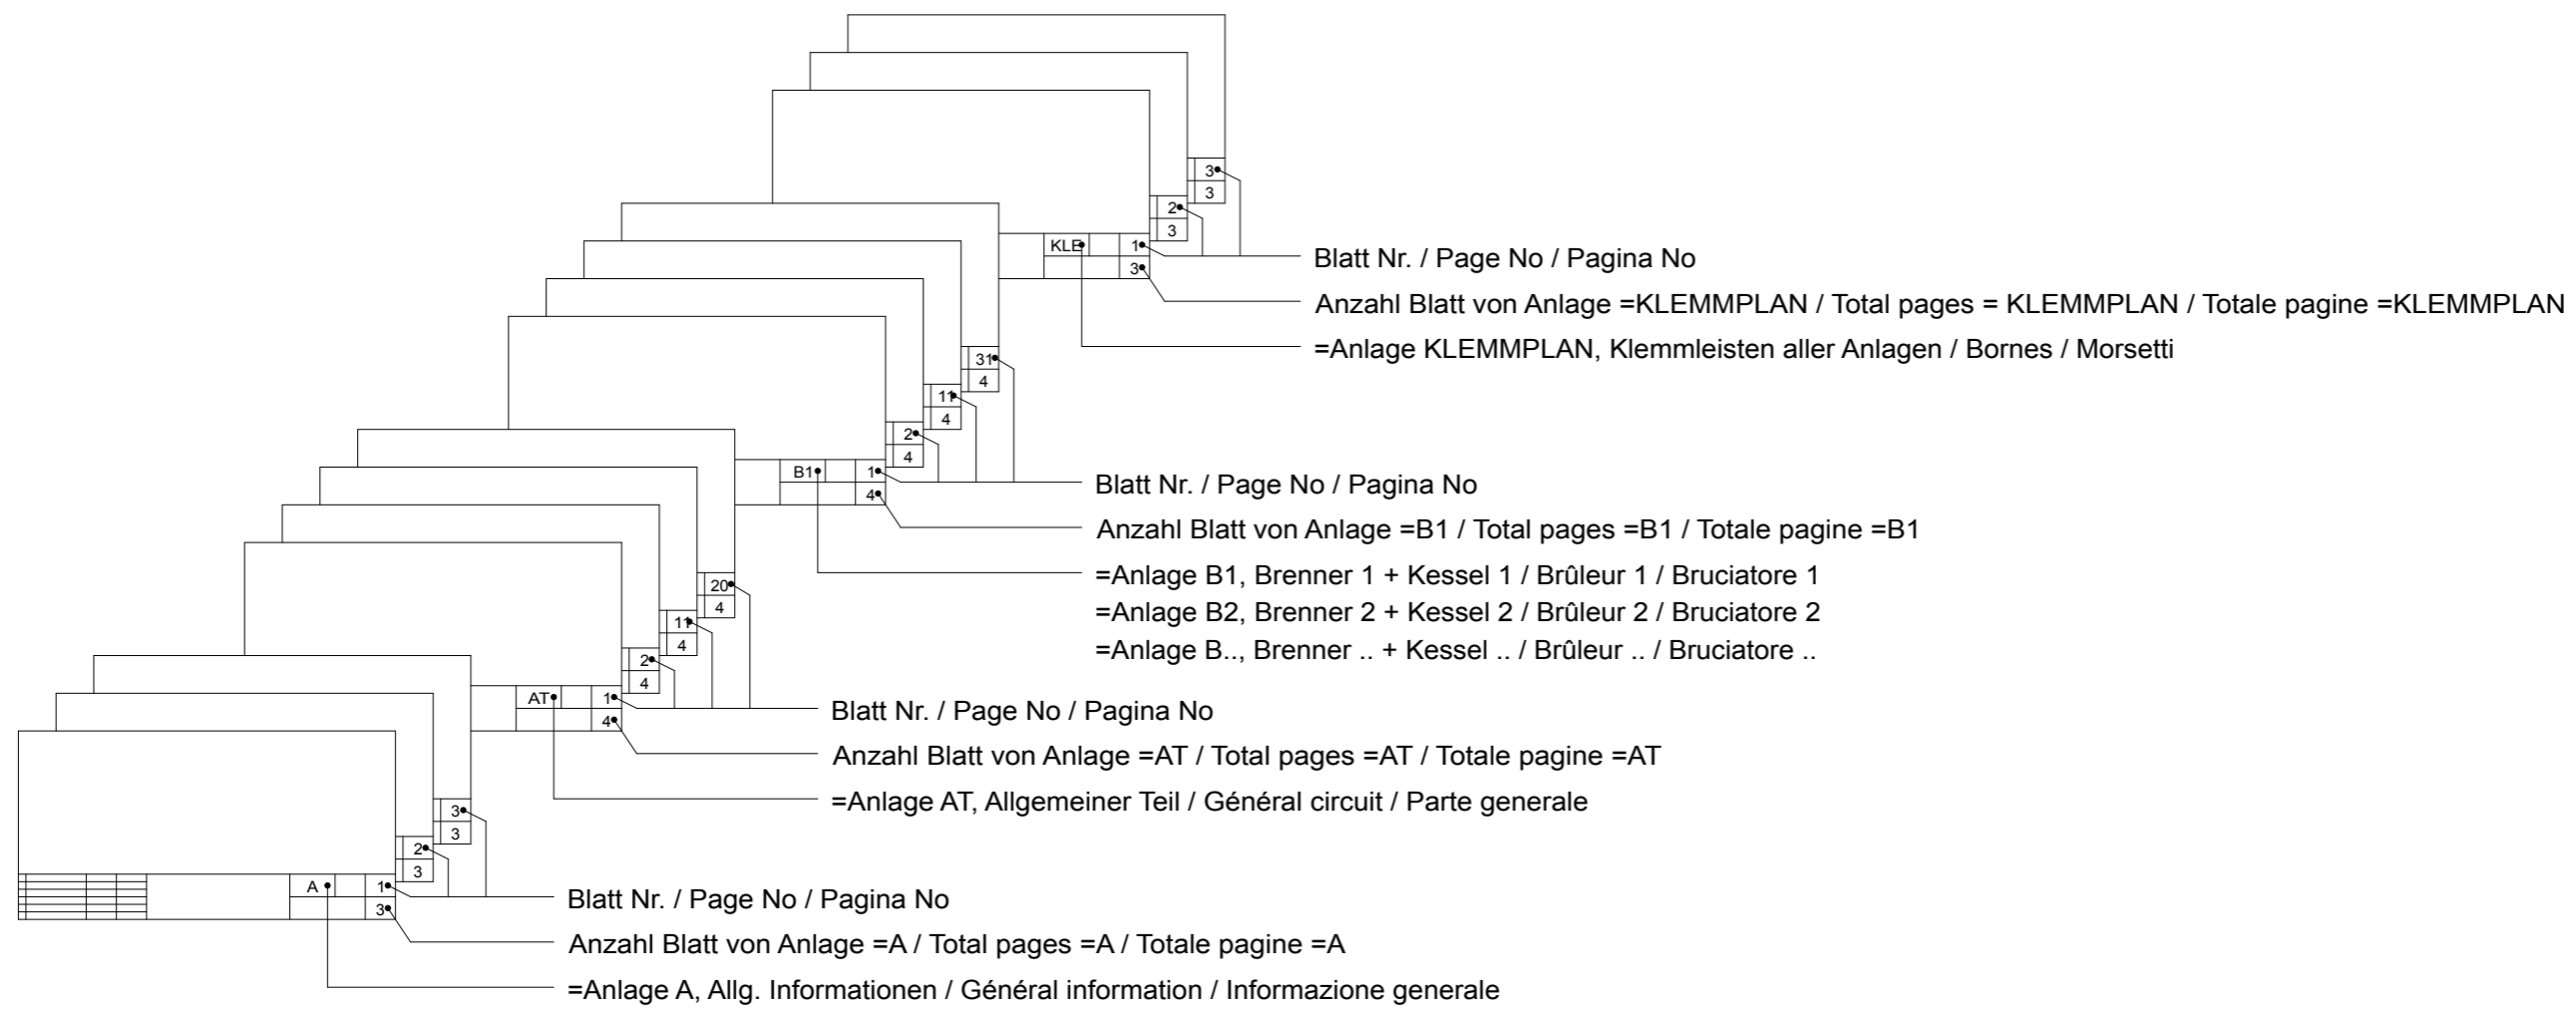 3
3
2
3
KLE 1
3
Blatt Nr. / Page No / Pagina No
Anzahl Blatt von Anlage =KLEMMPLAN / Total pages = KLEMMPLAN / Totale pagine =KLEMMPLAN
=Anlage KLEMMPLAN, Klemmleisten aller Anlagen / Bornes / Morsetti
31
4
11
4
2
4
B1 1
4
Blatt Nr. / Page No / Pagina No
Anzahl Blatt von Anlage =B1 / Total pages =B1 / Totale pagine =B1
=Anlage B1, Brenner 1 + Kessel 1 / Brûleur 1 / Bruciatore 1
=Anlage B2, Brenner 2 + Kessel 2 / Brûleur 2 / Bruciatore 2
=Anlage B.., Brenner .. + Kessel .. / Brûleur .. / Bruciatore ..
20
4
11
4
2
4
AT 1
4
Blatt Nr. / Page No / Pagina No
Anzahl Blatt von Anlage =AT / Total pages =AT / Totale pagine =AT
=Anlage AT, Allgemeiner Teil / Général circuit / Parte generale
3
3
2
3
A 1
3
Blatt Nr. / Page No / Pagina No
Anzahl Blatt von Anlage =A / Total pages =A / Totale pagine =A
=Anlage A, Allg. Informationen / Général information / Informazione generale